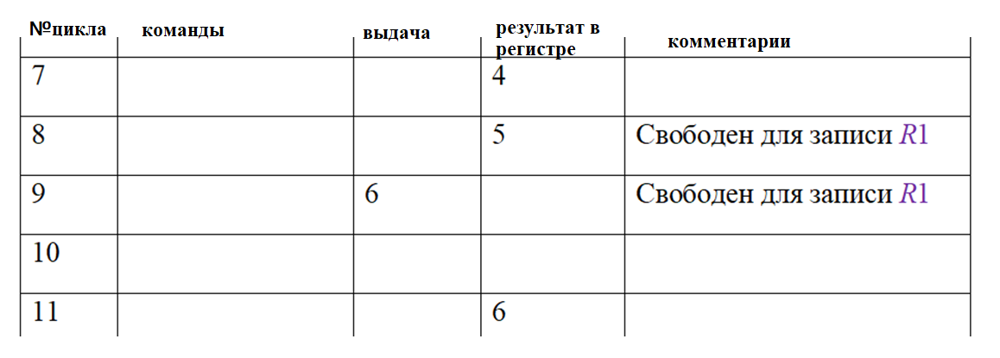 №цикла команды выдача результат в регистре комментарии
7 4
8 5 Свободен для записи R1
9 6 Свободен для записи R1
10
11 6